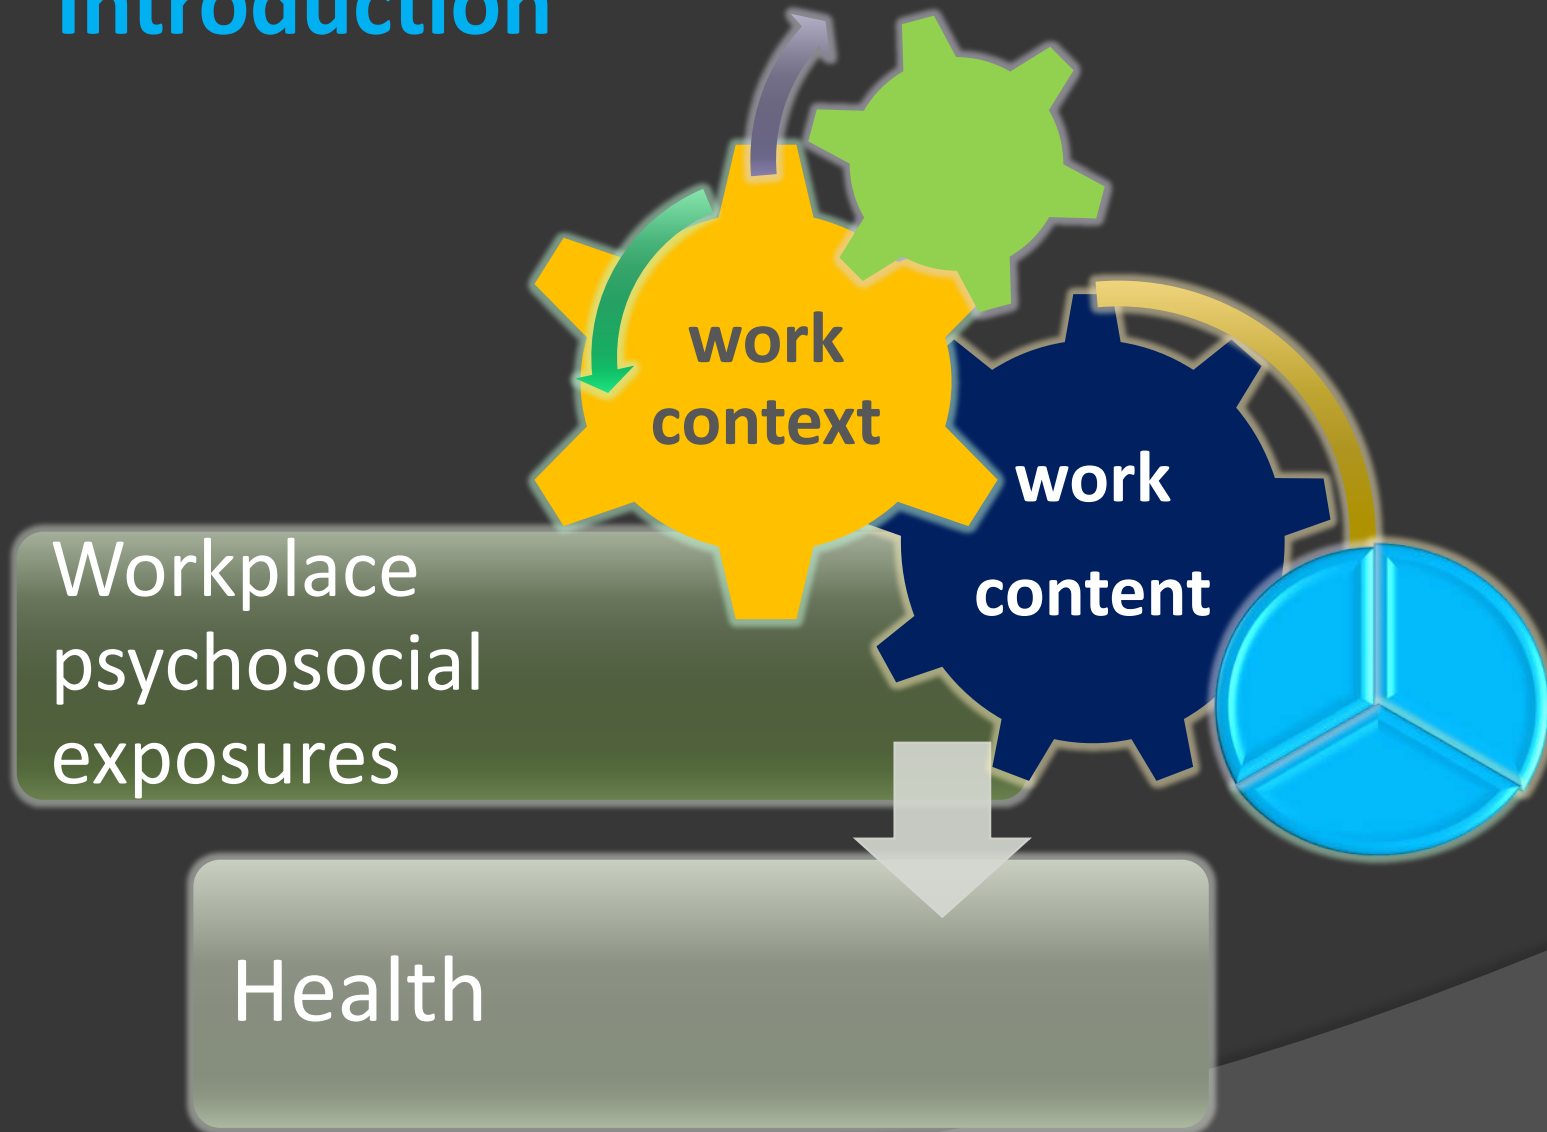 Introduction
work
context
work
content
Workplace
psychosocial
exposures
Health